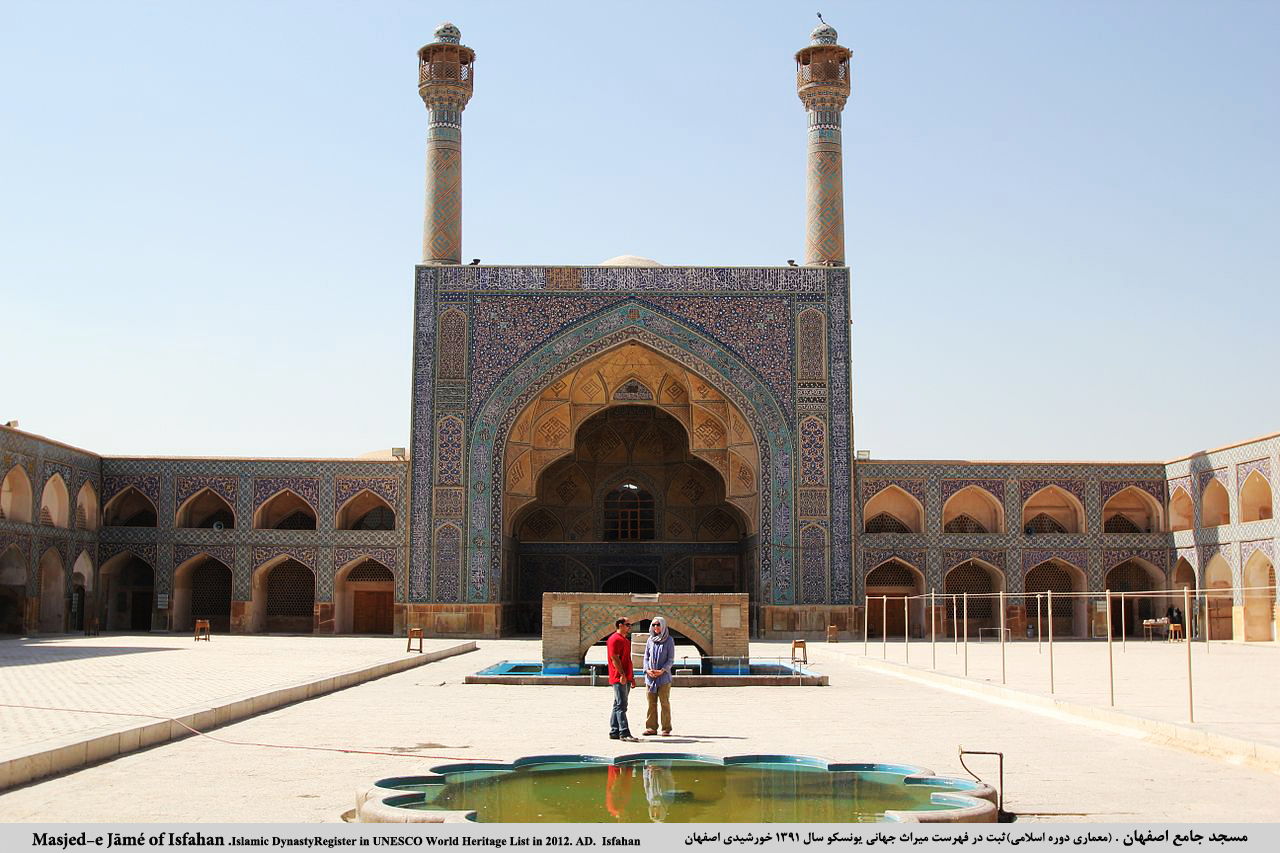 Masjed-e Jāmé of Isfahan .Islamic DynastyRegister in UNESCO World Heritage List in 2012. AD. Isfahan
مسجد جامع اصفهان . (معماری دوره اسلامی)ثبت در فهرست میراث جهانی یونسکو سال ۱۳۹۱ خورشیدی اصفهان